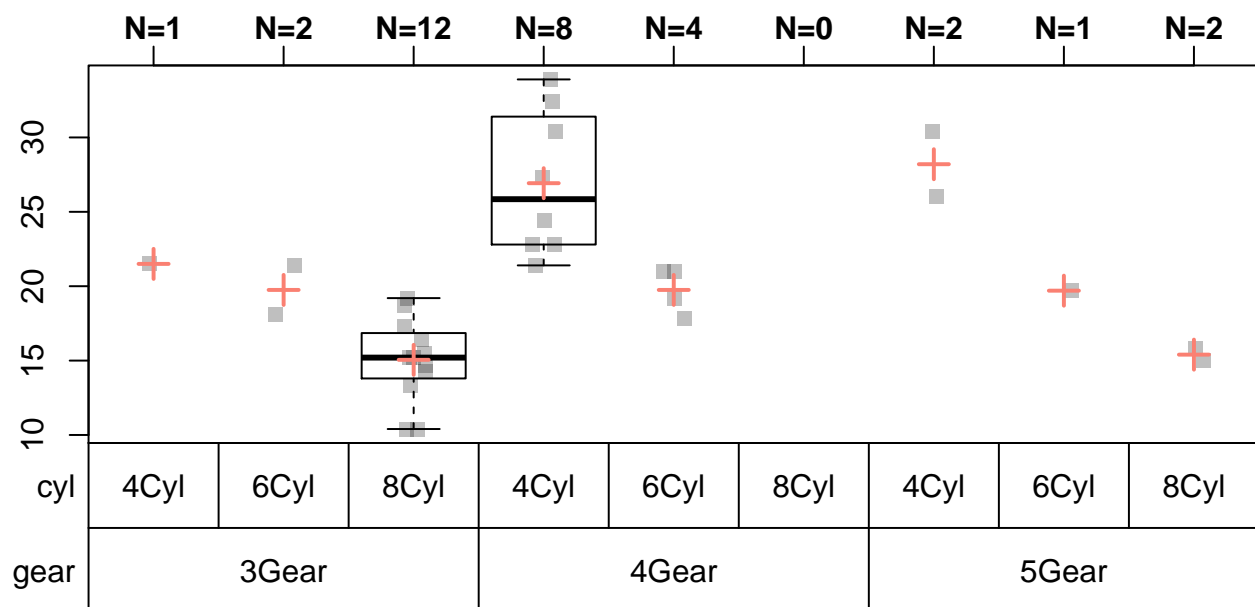 N=1 N=2 N=12 N=8 N=4 N=0 N=2 N=1 N=2
30
25
20
15
10
cyl 4Cyl 6Cyl 8Cyl 4Cyl 6Cyl 8Cyl 4Cyl 6Cyl 8Cyl
gear 3Gear 4Gear 5Gear